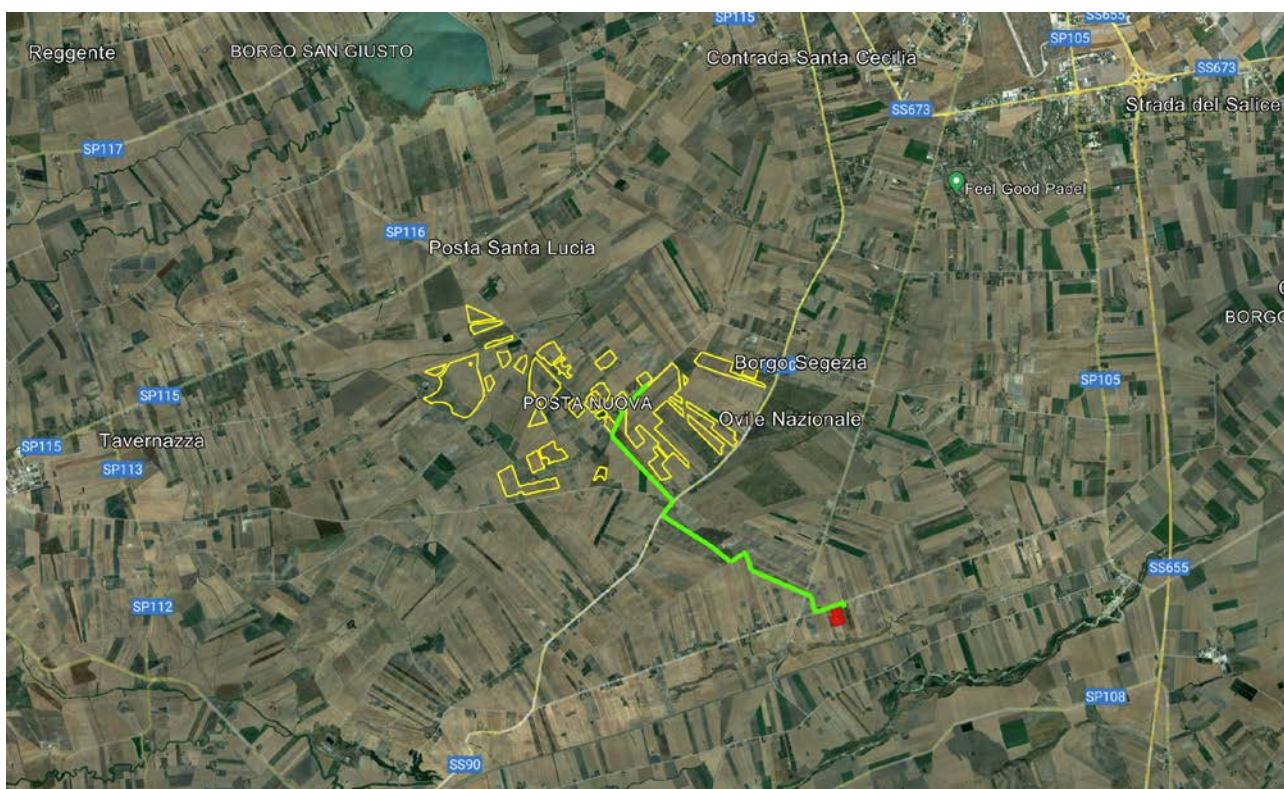 SP115
SS655
SP105
Reggente
BORGO SAN GIUSTO
Contrada Santa Cecilia
SS673
Strada del Salice
SS673
SP117
Feel Good Padel
SP116
Posta Santa Lucia
BORGO
Borgo Segezia
SP105
SP115
POSTA NUOVA
Ovile Nazionale
SP115
Tavernazza
SP113
SS655
SP112
SP108
SS90